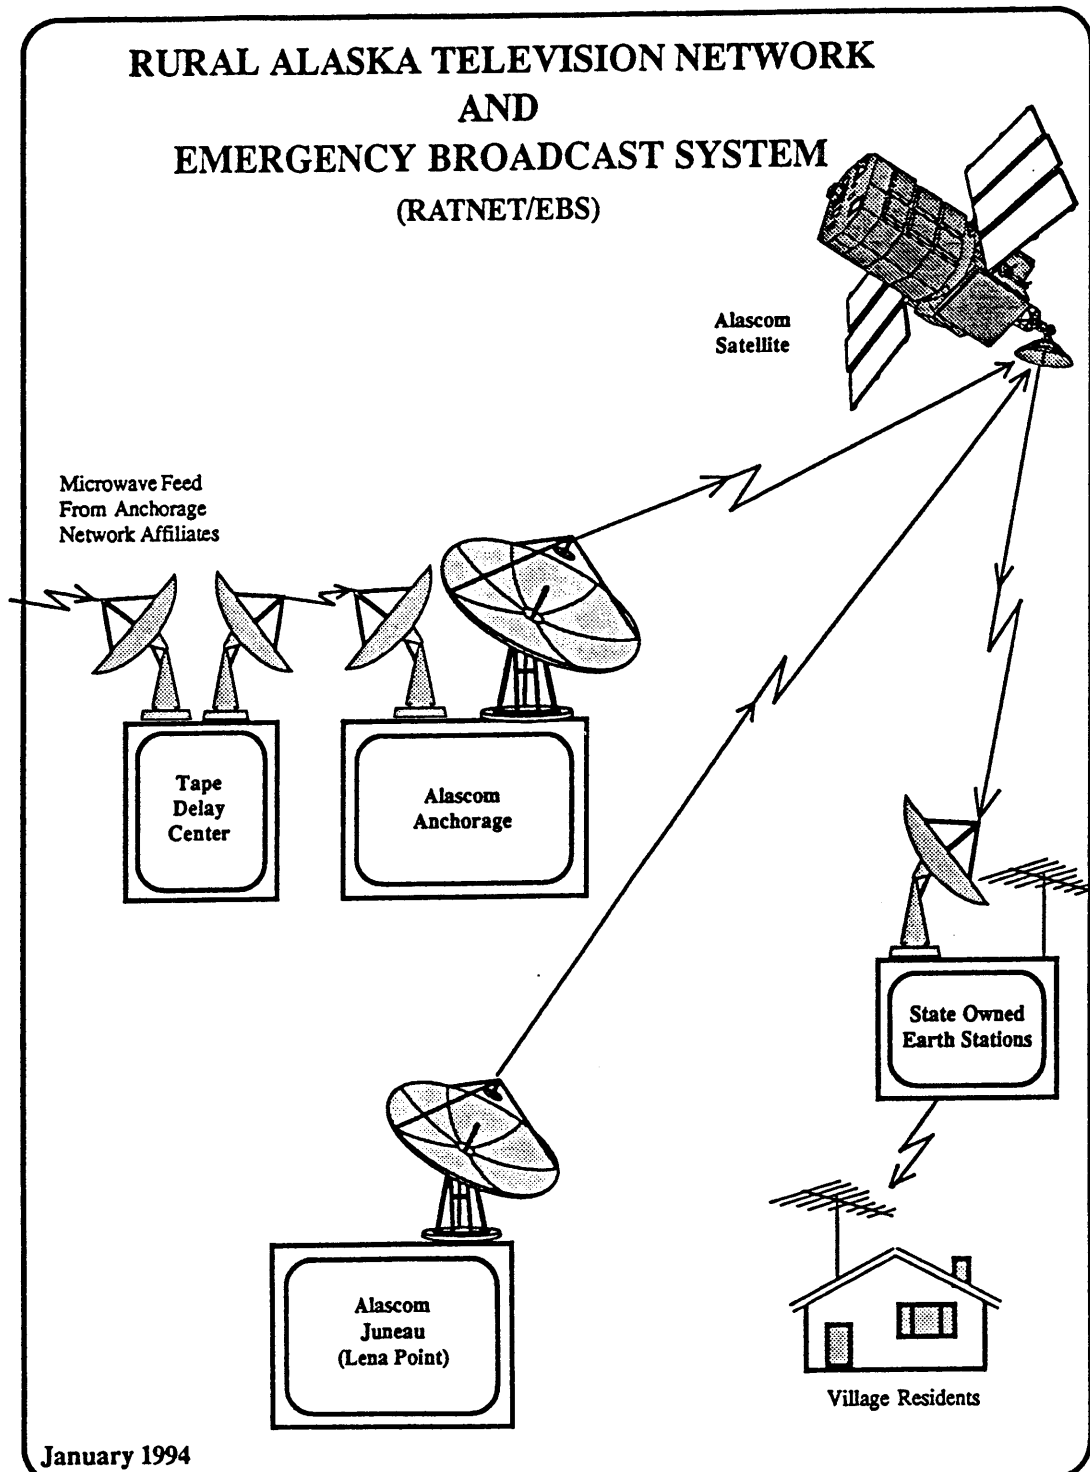 RURAL ALASKA TELEVISION NETWORK
AND
EMERGENCY BROADCAST SYSTEM
(RATNET/EBS)
Alascom
Satellite
Microwave Feed
From Anchorage
Network Affiliates
Tape
Delay
Center
Alascom
Anchorage
State Owned
Earth Stations
Alascom
Juneau
(Lena Point)
Village Residents
January 1994